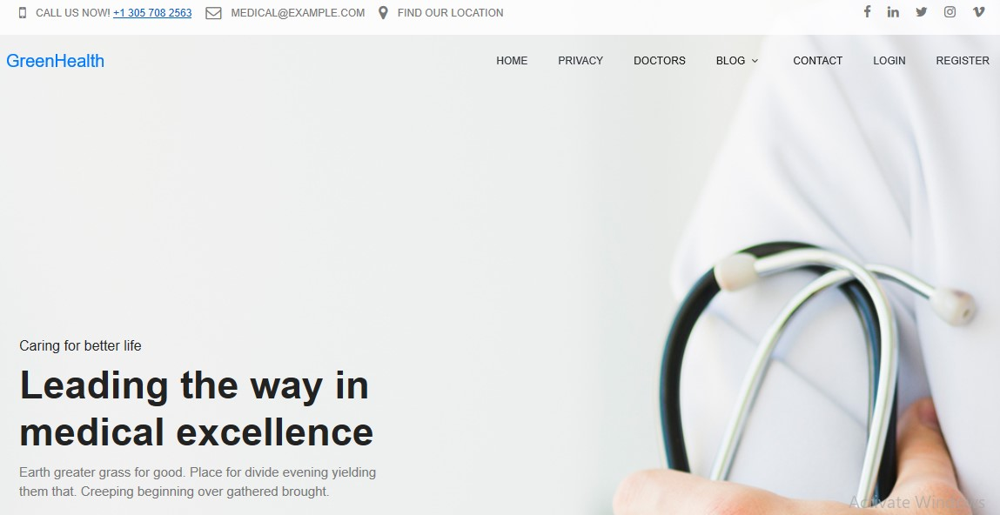 CALL US NOW! +1 305 708 2563 MEDICAL@EXAMPLE.COM FIND OUR LOCATION
GreenHealth HOME PRIVACY DOCTORS BLOG CONTACT LOGIN REGISTER
Caring for better life
Leading the way in
medical excellence
Earth greater grass for good. Place for divide evening yielding
them that. Creeping beginning over gathered brought.
Activate Windows